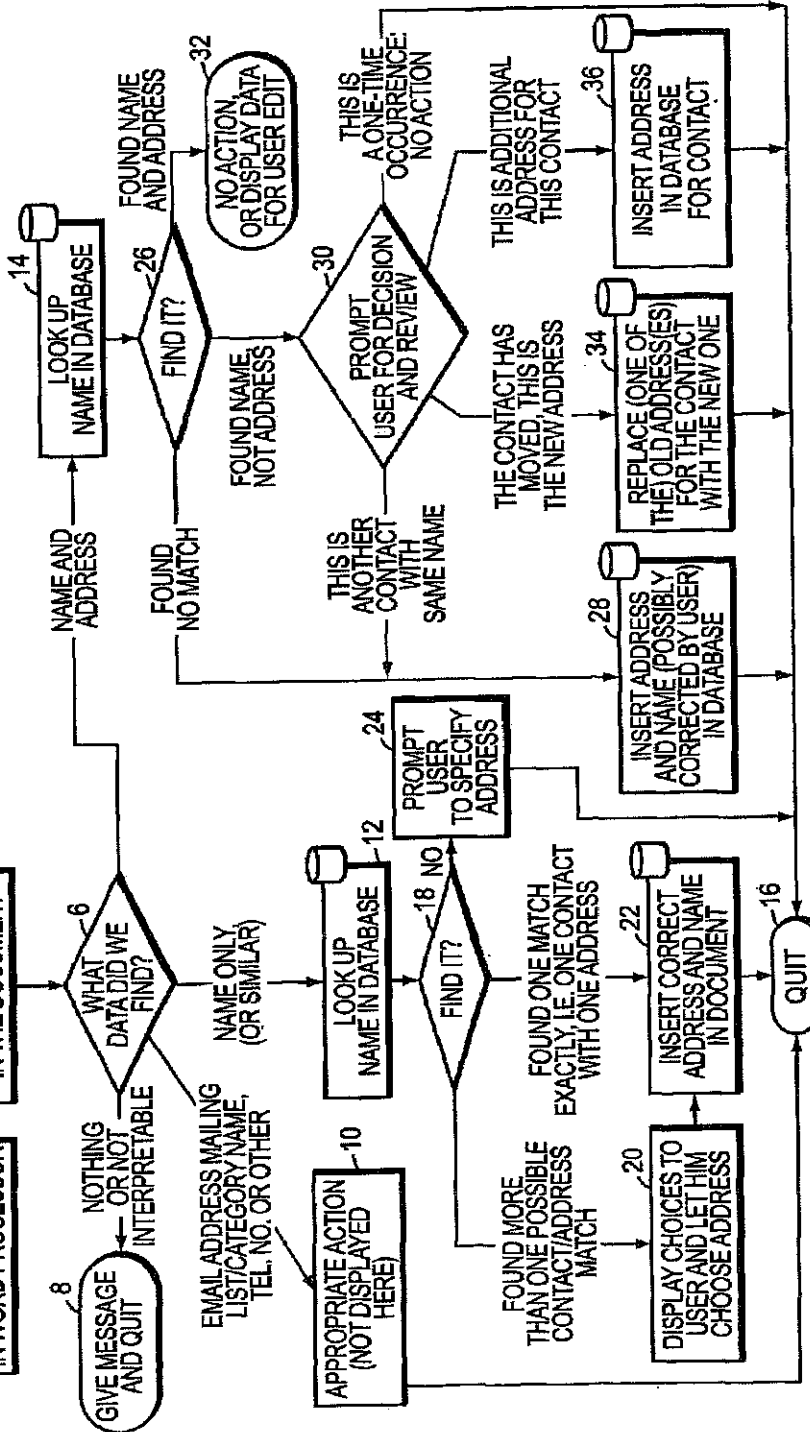 IN WORD PROCESSOR
IN THE DOCUMENT
6
WHAT
DATA DID WE
FIND?
NOTHING
OR NOT
INTERPRETABLE
8
GIVE MESSAGE
AND QUIT
EMAIL ADDRESS MAILING
LIST/CATEGORY NAME,
TEL. NO. OR OTHER
10
APPROPRIATE ACTION
(NOT DISPLAYED
HERE)
NAME ONLY,
(OR SIMILAR)
12
LOOK UP
NAME IN DATABASE
18
FIND IT?
NO
24
PROMPT
USER
TO SPECIFY
ADDRESS
FOUND MORE
THAN ONE POSSIBLE
CONTACT/ADDRESS
MATCH
FOUND ONE MATCH
EXACTLY, I.E. ONE CONTACT
WITH ONE ADDRESS
20
DISPLAY CHOICES TO
USER AND LET HIM
CHOOSE ADDRESS
22
INSERT CORRECT
ADDRESS AND NAME
IN DOCUMENT
16
QUIT
NAME AND
ADDRESS
14
LOOK UP
NAME IN DATABASE
26
FIND IT?
FOUND NAME
AND ADDRESS
32
NO ACTION,
OR DISPLAY DATA
FOR USER EDIT
FOUND
NO MATCH
FOUND NAME,
NOT ADDRESS
30
PROMPT
USER FOR DECISION
AND REVIEW
THIS IS
ANOTHER
CONTACT
WITH
SAME NAME
THE CONTACT HAS
MOVED, THIS IS
THE NEW ADDRESS
THIS IS ADDITIONAL
ADDRESS FOR
THIS CONTACT
THIS IS
A ONE-TIME
OCCURRENCE:
NO ACTION
28
INSERT ADDRESS
AND NAME (POSSIBLY
CORRECTED BY USER)
IN DATABASE
34
REPLACE (ONE OF
THE) OLD ADDRESS(ES)
FOR THE CONTACT
WITH THE NEW ONE
36
INSERT ADDRESS
IN DATABASE
FOR CONTACT